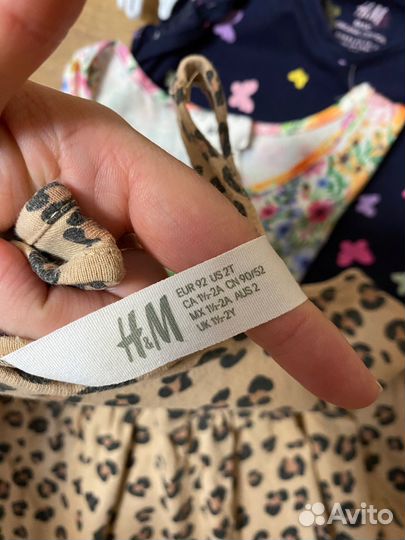 H&M
H&M
EUR 92 US 2T
CA 1½-2A CN 90/52
MX 1½-2A AUS 2
UK 1½-2Y
Avito